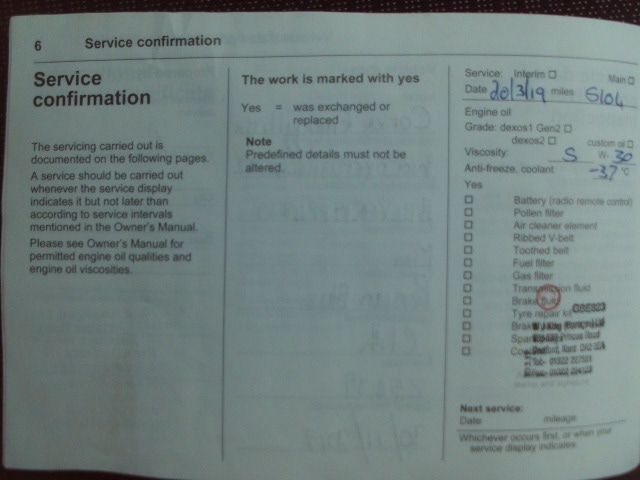 6 Service confirmation
Service
confirmation
The servicing carried out is
documented on the following pages.
A service should be carried out
whenever the service display
indicates it but not later than
according to service intervals
mentioned in the Owner's Manual.
Please see Owner's Manual for
permitted engine oil qualities and
engine oil viscosities.
The work is marked with yes
Yes = was exchanged or
replaced
Note
Predefined details must not be
altered.
Service: Interim ☐ Main ☐
Date 20/3/19 miles 5104
Engine oil
Grade: dexos1 Gen2 ☐
dexos2 ☐ custom oil ☐
Viscosity: 5 W- 30
Anti-freeze, coolant -37 °C
Yes
☐ Battery (radio remote control)
☐ Pollen filter
☐ Air cleaner element
☐ Ribbed V-belt
☐ Toothed belt
☐ Fuel filter
☐ Gas filter
☐ Transmission fluid
☐ Brake fluid
☐ Tyre repair kit
☐
☐
☐
Next service:
Date mileage
Whichever occurs first, or when your
service display indicates.